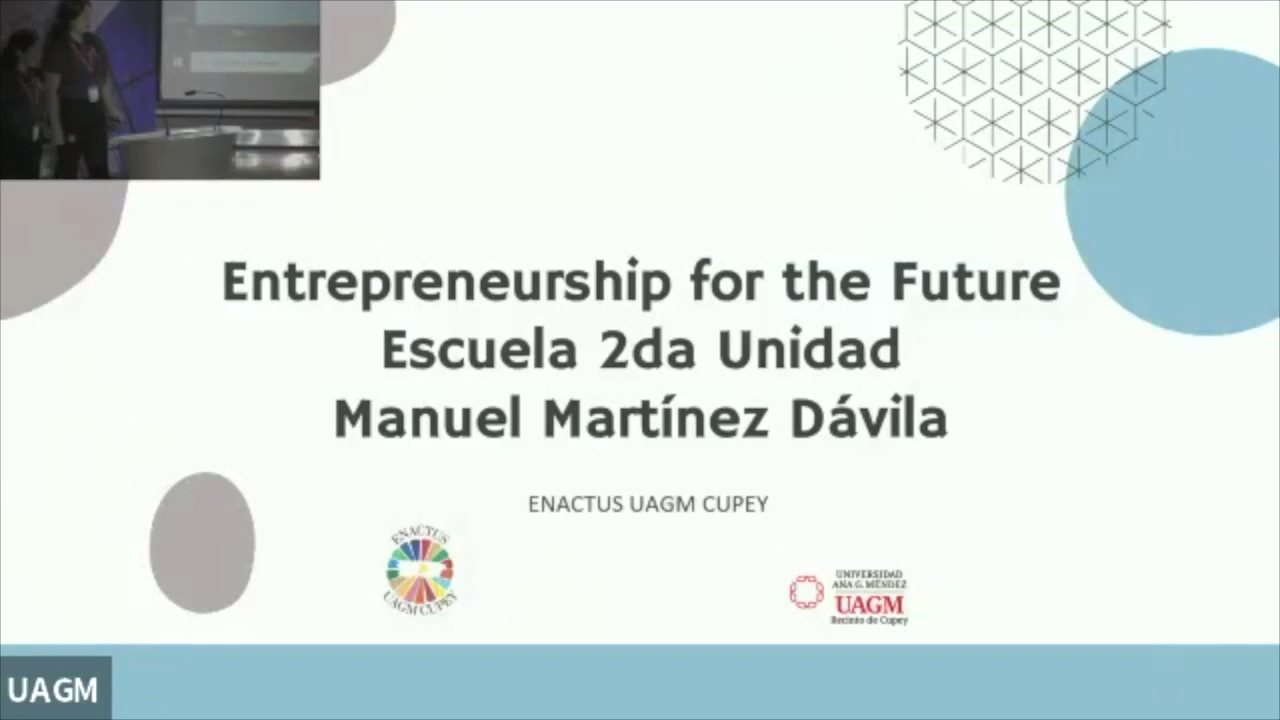 Entrepreneurship for the Future
Escuela 2da Unidad
Manuel Martínez Dávila
ENACTUS UAGM CUPEY
ENACTUS
UAGM CUPEY
UNIVERSIDAD
ANA G. MÉNDEZ
UAGM
Recinto de Cupey
UAGM